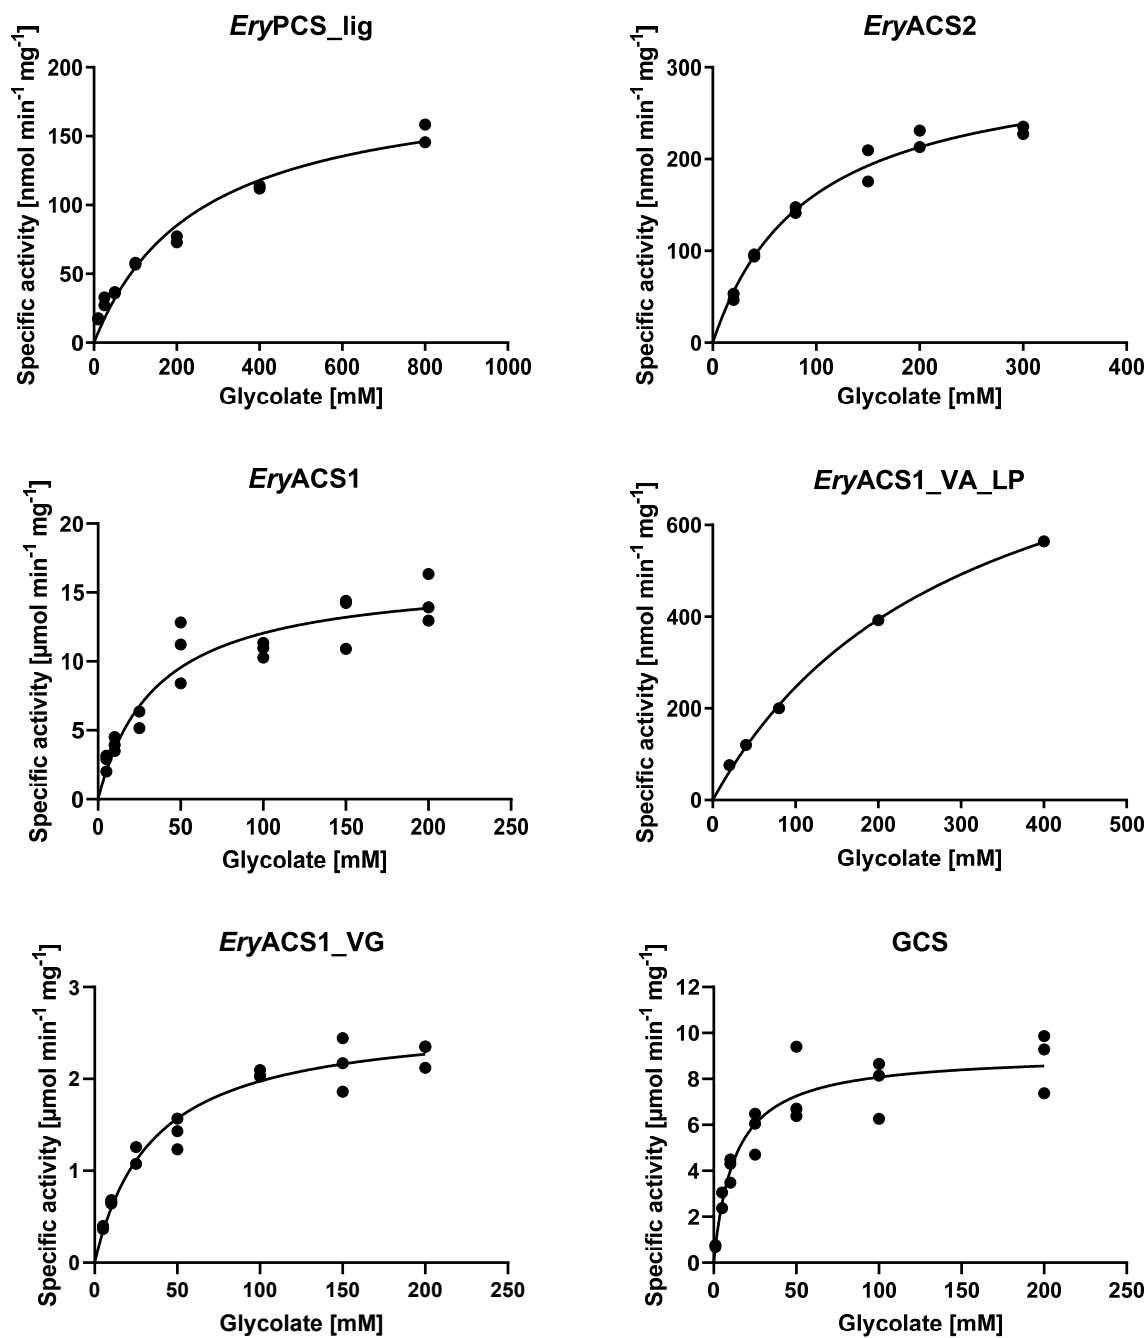 EryPCS_lig
Specific activity [nmol min-1 mg-1]
200
150
100
50
0
0 200 400 600 800 1000
Glycolate [mM]
EryACS2
Specific activity [nmol min-1 mg-1]
300
200
100
0
0 100 200 300 400
Glycolate [mM]
EryACS1
Specific activity [µmol min-1 mg-1]
20
15
10
5
0
0 50 100 150 200 250
Glycolate [mM]
EryACS1_VA_LP
Specific activity [nmol min-1 mg-1]
600
400
200
0
0 100 200 300 400 500
Glycolate [mM]
EryACS1_VG
Specific activity [µmol min-1 mg-1]
3
2
1
0
0 50 100 150 200 250
Glycolate [mM]
GCS
Specific activity [µmol min-1 mg-1]
12
10
8
6
4
2
0
0 50 100 150 200 250
Glycolate [mM]